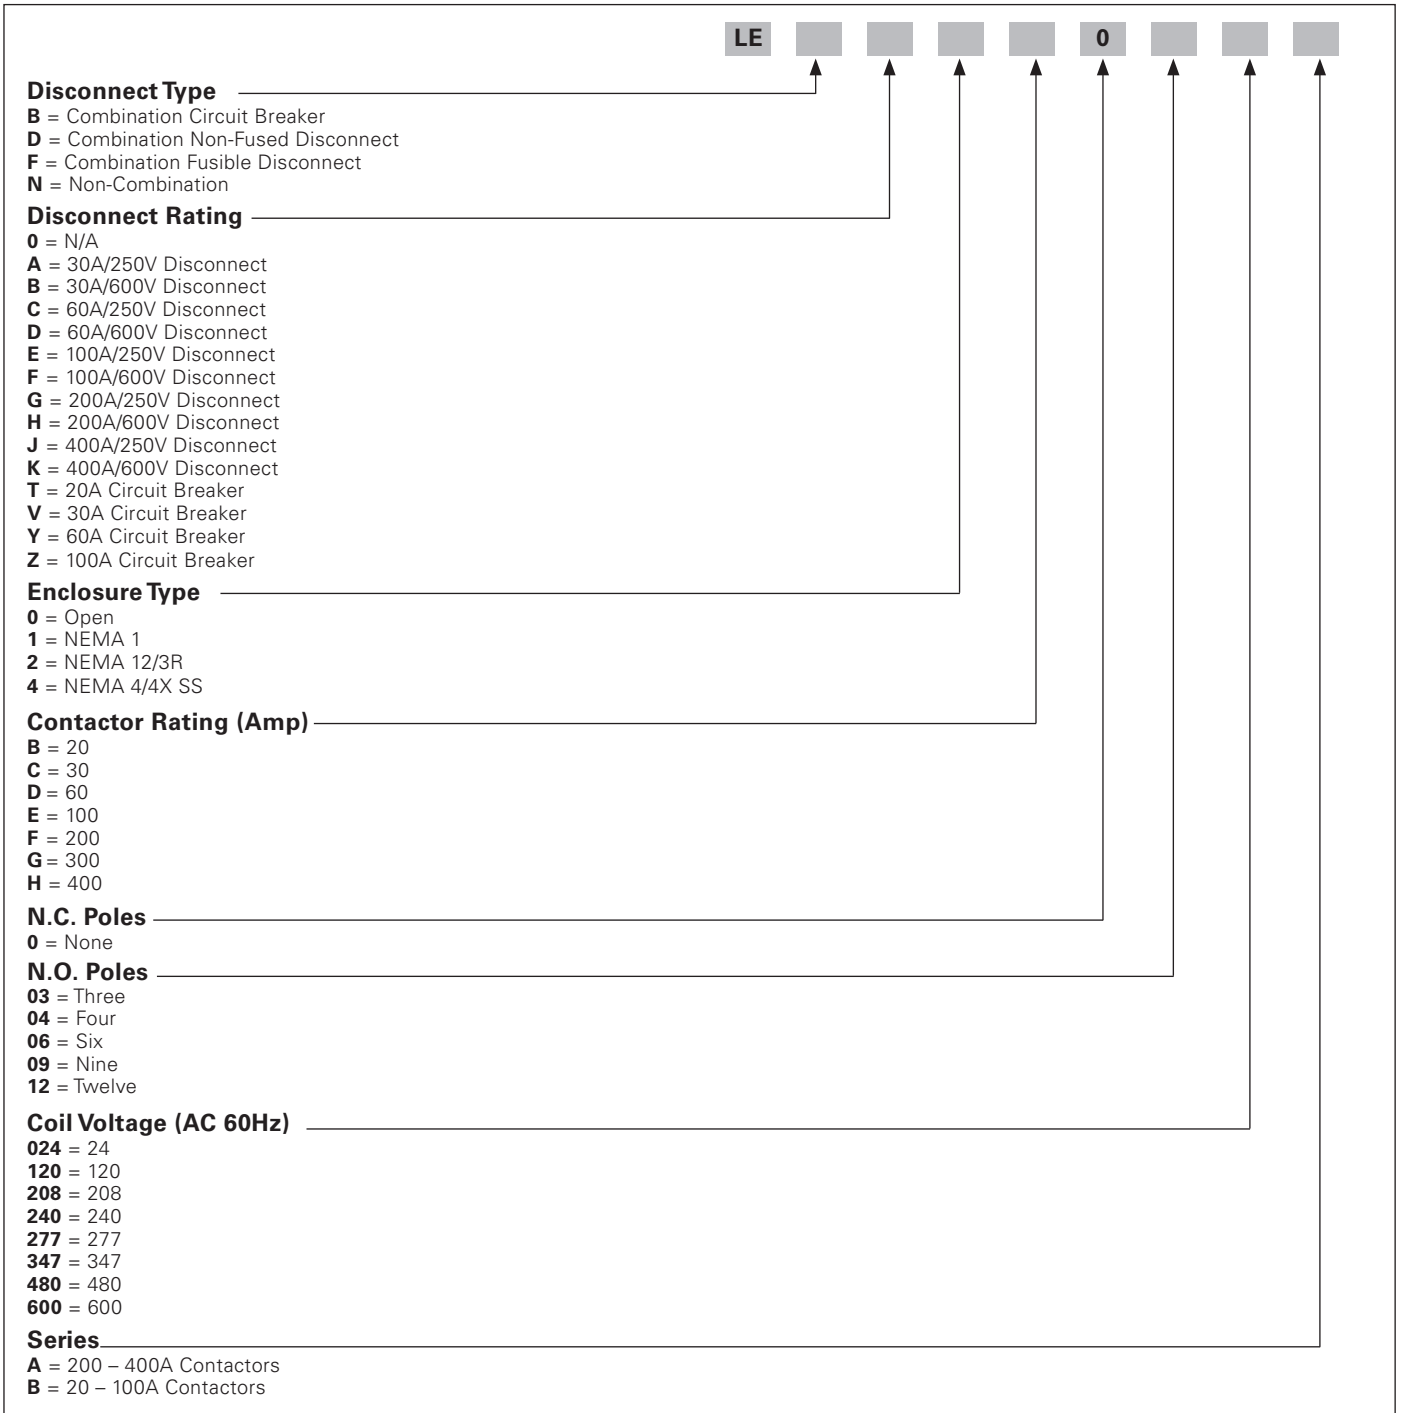 LE 0
Disconnect Type
B = Combination Circuit Breaker
D = Combination Non-Fused Disconnect
F = Combination Fusible Disconnect
N = Non-Combination
Disconnect Rating
0 = N/A
A = 30A/250V Disconnect
B = 30A/600V Disconnect
C = 60A/250V Disconnect
D = 60A/600V Disconnect
E = 100A/250V Disconnect
F = 100A/600V Disconnect
G = 200A/250V Disconnect
H = 200A/600V Disconnect
J = 400A/250V Disconnect
K = 400A/600V Disconnect
T = 20A Circuit Breaker
V = 30A Circuit Breaker
Y = 60A Circuit Breaker
Z = 100A Circuit Breaker
Enclosure Type
0 = Open
1 = NEMA 1
2 = NEMA 12/3R
4 = NEMA 4/4X SS
Contactor Rating (Amp)
B = 20
C = 30
D = 60
E = 100
F = 200
G = 300
H = 400
N.C. Poles
0 = None
N.O. Poles
03 = Three
04 = Four
06 = Six
09 = Nine
12 = Twelve
Coil Voltage (AC 60Hz)
024 = 24
120 = 120
208 = 208
240 = 240
277 = 277
347 = 347
480 = 480
600 = 600
Series
A = 200 – 400A Contactors
B = 20 – 100A Contactors